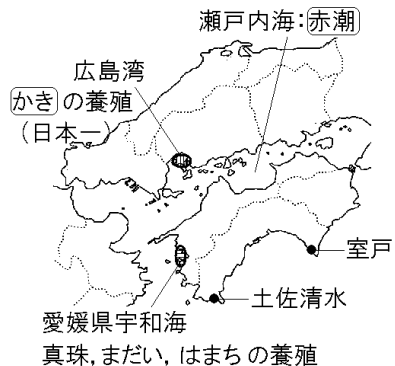 瀬戸内海：赤潮
広島湾
かきの養殖
（日本一）
室戸
土佐清水
愛媛県宇和海
真珠，まだい，はまちの養殖